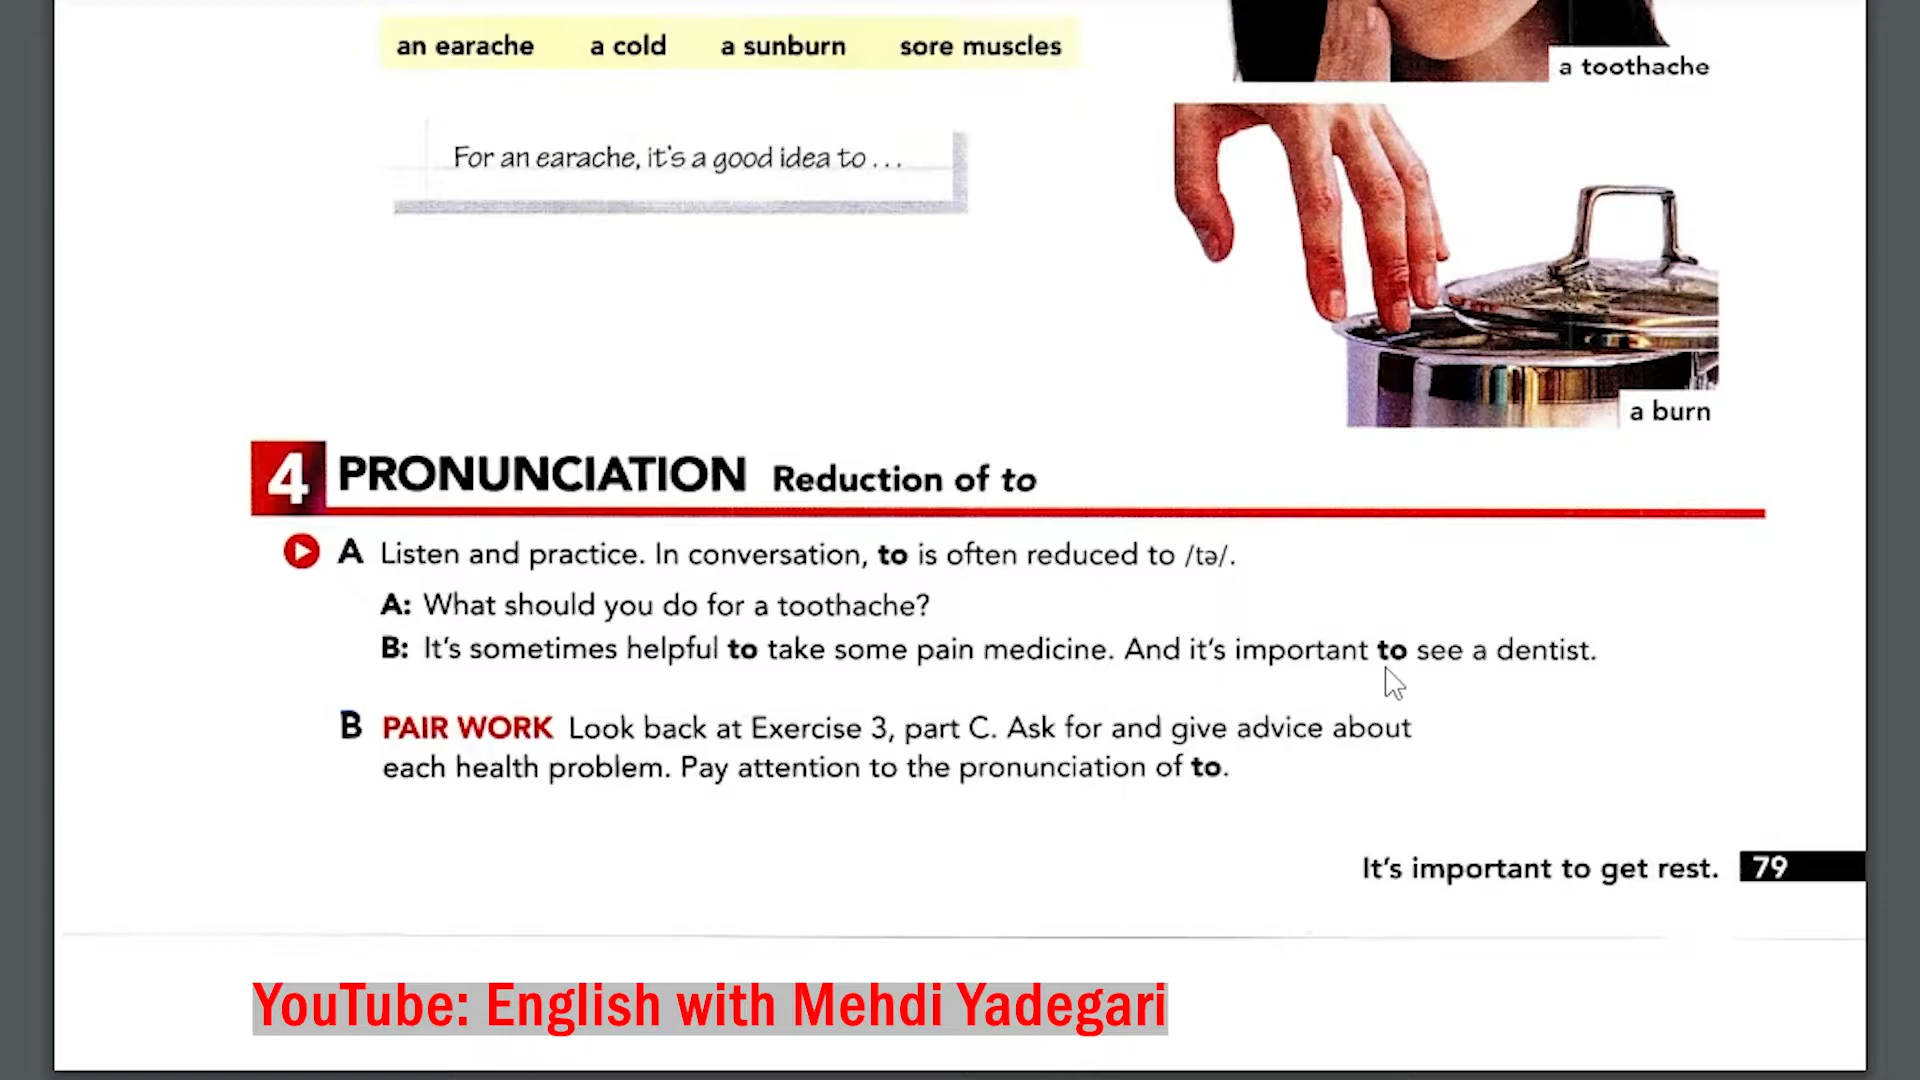 an earache a cold a sunburn sore muscles
a toothache
For an earache, it's a good idea to ...
a burn
4 PRONUNCIATION Reduction of to
A Listen and practice. In conversation, to is often reduced to /tə/.
A: What should you do for a toothache?
B: It's sometimes helpful to take some pain medicine. And it's important to see a dentist.
B PAIR WORK Look back at Exercise 3, part C. Ask for and give advice about
each health problem. Pay attention to the pronunciation of to.
It's important to get rest. 79
YouTube: English with Mehdi Yadegari